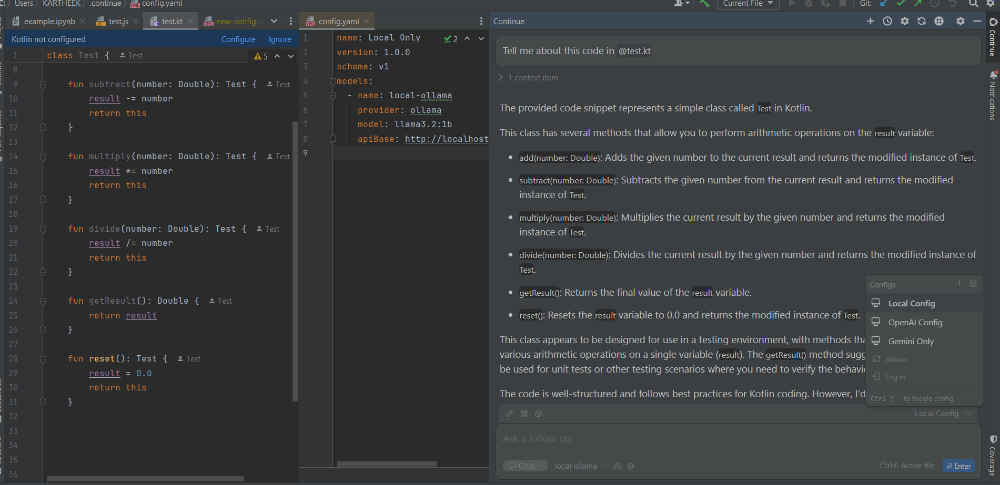 Users
KARTHEEK
.continue
config.yaml
Current File
Git:
example.ipynb
test.js
test.kt
new-config-1
config.yaml
Continue
Kotlin not configured
Configure
Ignore
1 class Test { Test
5
8
9 fun subtract(number: Double): Test { Test
10 result -= number
11 return this
12 }
13
14 fun multiply(number: Double): Test { Test
15 result *= number
16 return this
17 }
18
19 fun divide(number: Double): Test { Test
20 result /= number
21 return this
22 }
23
24 fun getResult(): Double { Test
25 return result
26 }
27
28 fun reset(): Test { Test
29 result = 0.0
30 return this
31 }
32
33
34
35
36
1 name: Local Only
2
2 version: 1.0.0
3 schema: v1
4 models:
5 - name: local-ollama
6 provider: ollama
7 model: llama3.2:1b
8 apiBase: http://localhost
9
Tell me about this code in @test.kt
1 context item
The provided code snippet represents a simple class called Test in Kotlin.
This class has several methods that allow you to perform arithmetic operations on the result variable:
• add(number: Double): Adds the given number to the current result and returns the modified instance of Test.
• subtract(number: Double): Subtracts the given number from the current result and returns the modified
instance of Test.
• multiply(number: Double): Multiplies the current result by the given number and returns the modified
instance of Test.
• divide(number: Double): Divides the current result by the given number and returns the modified instance of
Test.
• getResult(): Returns the final value of the result variable.
• reset(): Resets the result variable to 0.0 and returns the modified instance of Test.
This class appears to be designed for use in a testing environment, with methods tha
various arithmetic operations on a single variable (result). The getResult() method sugg
be used for unit tests or other testing scenarios where you need to verify the behavi
The code is well-structured and follows best practices for Kotlin coding. However, I'd
Configs
Local Config
OpenAI Config
Gemini Only
Reload
Log in
Ctrl ⇧ ' to toggle config
Local Config
Ask a follow-up
Chat
local-ollama
@
Ctrl⏎ Active file
⏎ Enter
Continue
Notifications
Coverage